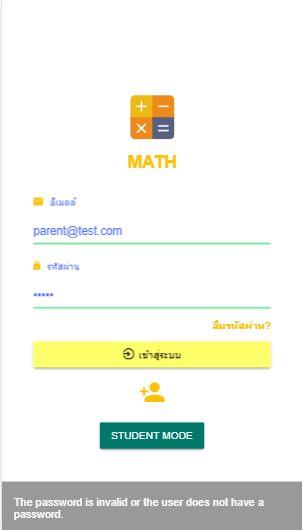 MATH
อีเมลล์
parent@test.com
รหัสผ่าน
*****
ลืมรหัสผ่าน?
เข้าสู่ระบบ
STUDENT MODE
The password is invalid or the user does not have a
password.